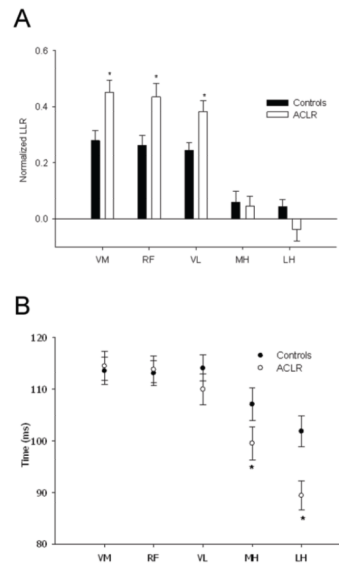 A
0.6
0.4
0.2
0.0
Normalized LLR
* * *
Controls
ACLR
VM RF VL MH LH
B
120
110
100
90
80
Time (ms)
Controls
ACLR
* *
VM RF VL MH LH